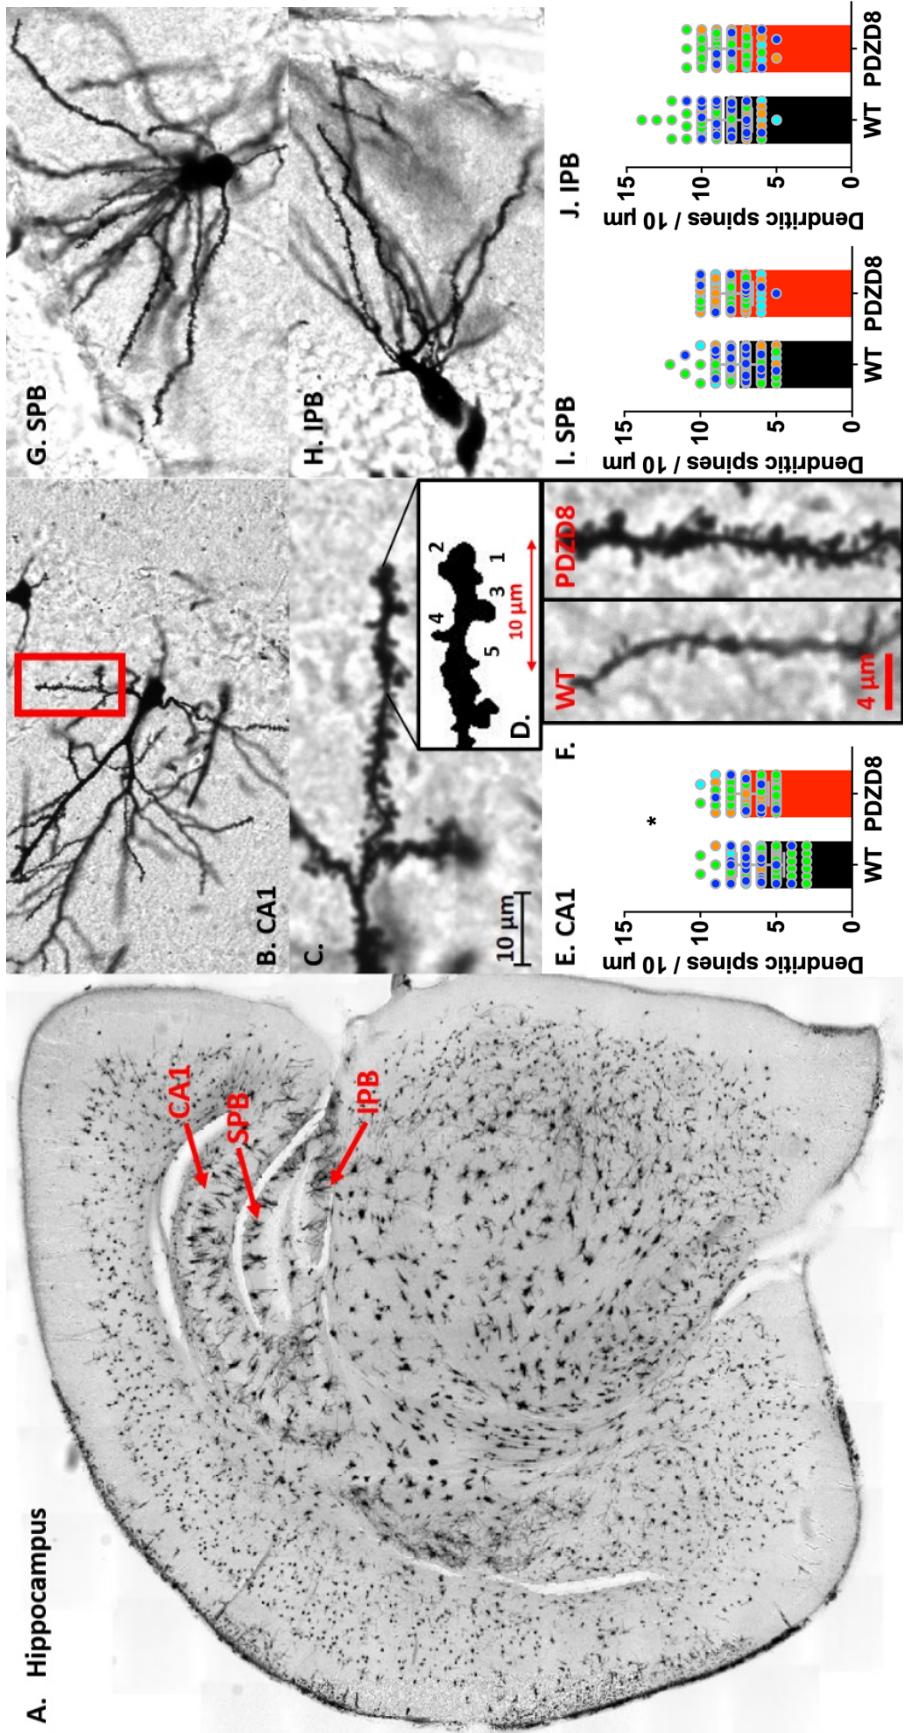 A. Hippocampus
CA1
SPB
IPB
B. CA1
C.
10 µm
D.
1
2
3
4
5
10 µm
E. CA1
Dendritic spines / 10 µm
15
10
5
0
*
WT PDZD8
F.
WT
PDZD8
4 µm
G. SPB
H. IPB
I. SPB
Dendritic spines / 10 µm
15
10
5
0
WT PDZD8
J. IPB
Dendritic spines / 10 µm
15
10
5
0
WT PDZD8